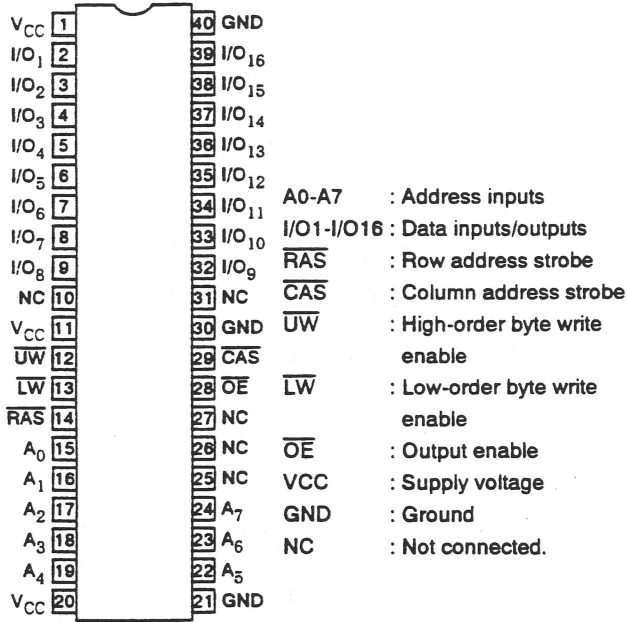 VCC 1 40 GND
I/O1 2 39 I/O16
I/O2 3 38 I/O15
I/O3 4 37 I/O14
I/O4 5 36 I/O13
I/O5 6 35 I/O12
I/O6 7 34 I/O11
I/O7 8 33 I/O10
I/O8 9 32 I/O9
NC 10 31 NC
VCC 11 30 GND
UW 12 29 CAS
LW 13 28 OE
RAS 14 27 NC
A0 15 26 NC
A1 16 25 NC
A2 17 24 A7
A3 18 23 A6
A4 19 22 A5
VCC 20 21 GND
A0-A7 : Address inputs
I/O1-I/O16 : Data inputs/outputs
RAS : Row address strobe
CAS : Column address strobe
UW : High-order byte write
enable
LW : Low-order byte write
enable
OE : Output enable
VCC : Supply voltage
GND : Ground
NC : Not connected.